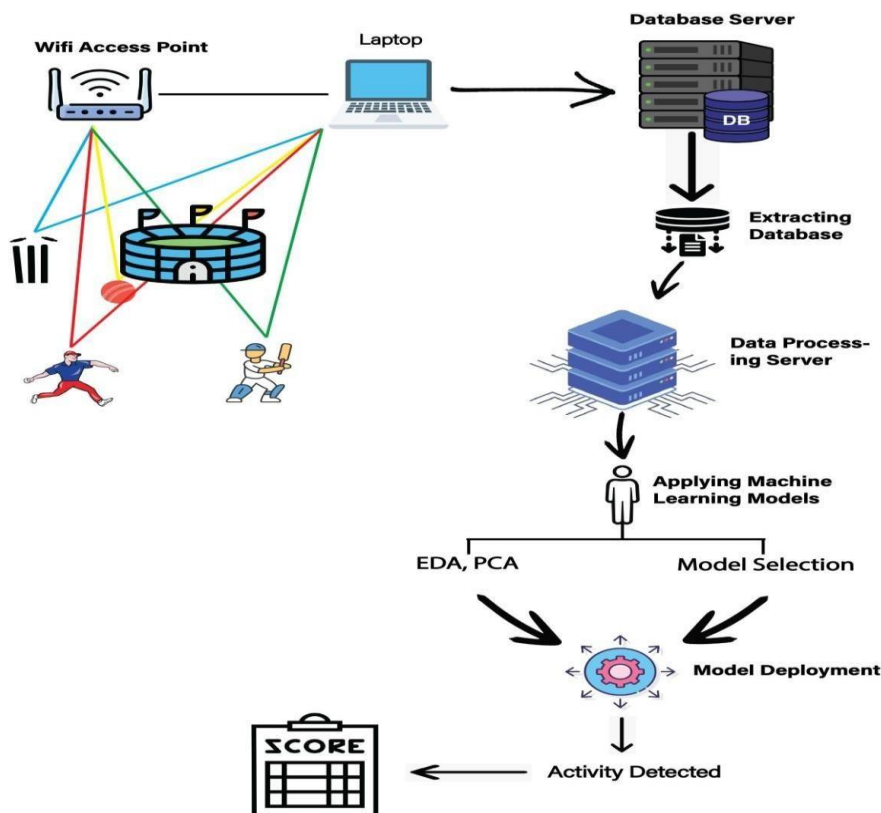 Database Server
Laptop
Wifi Access Point
DB
Extracting
Database
Data Process-
ing Server
Applying Machine
Learning Models
EDA, PCA
Model Selection
Model Deployment
SCORE
Activity Detected